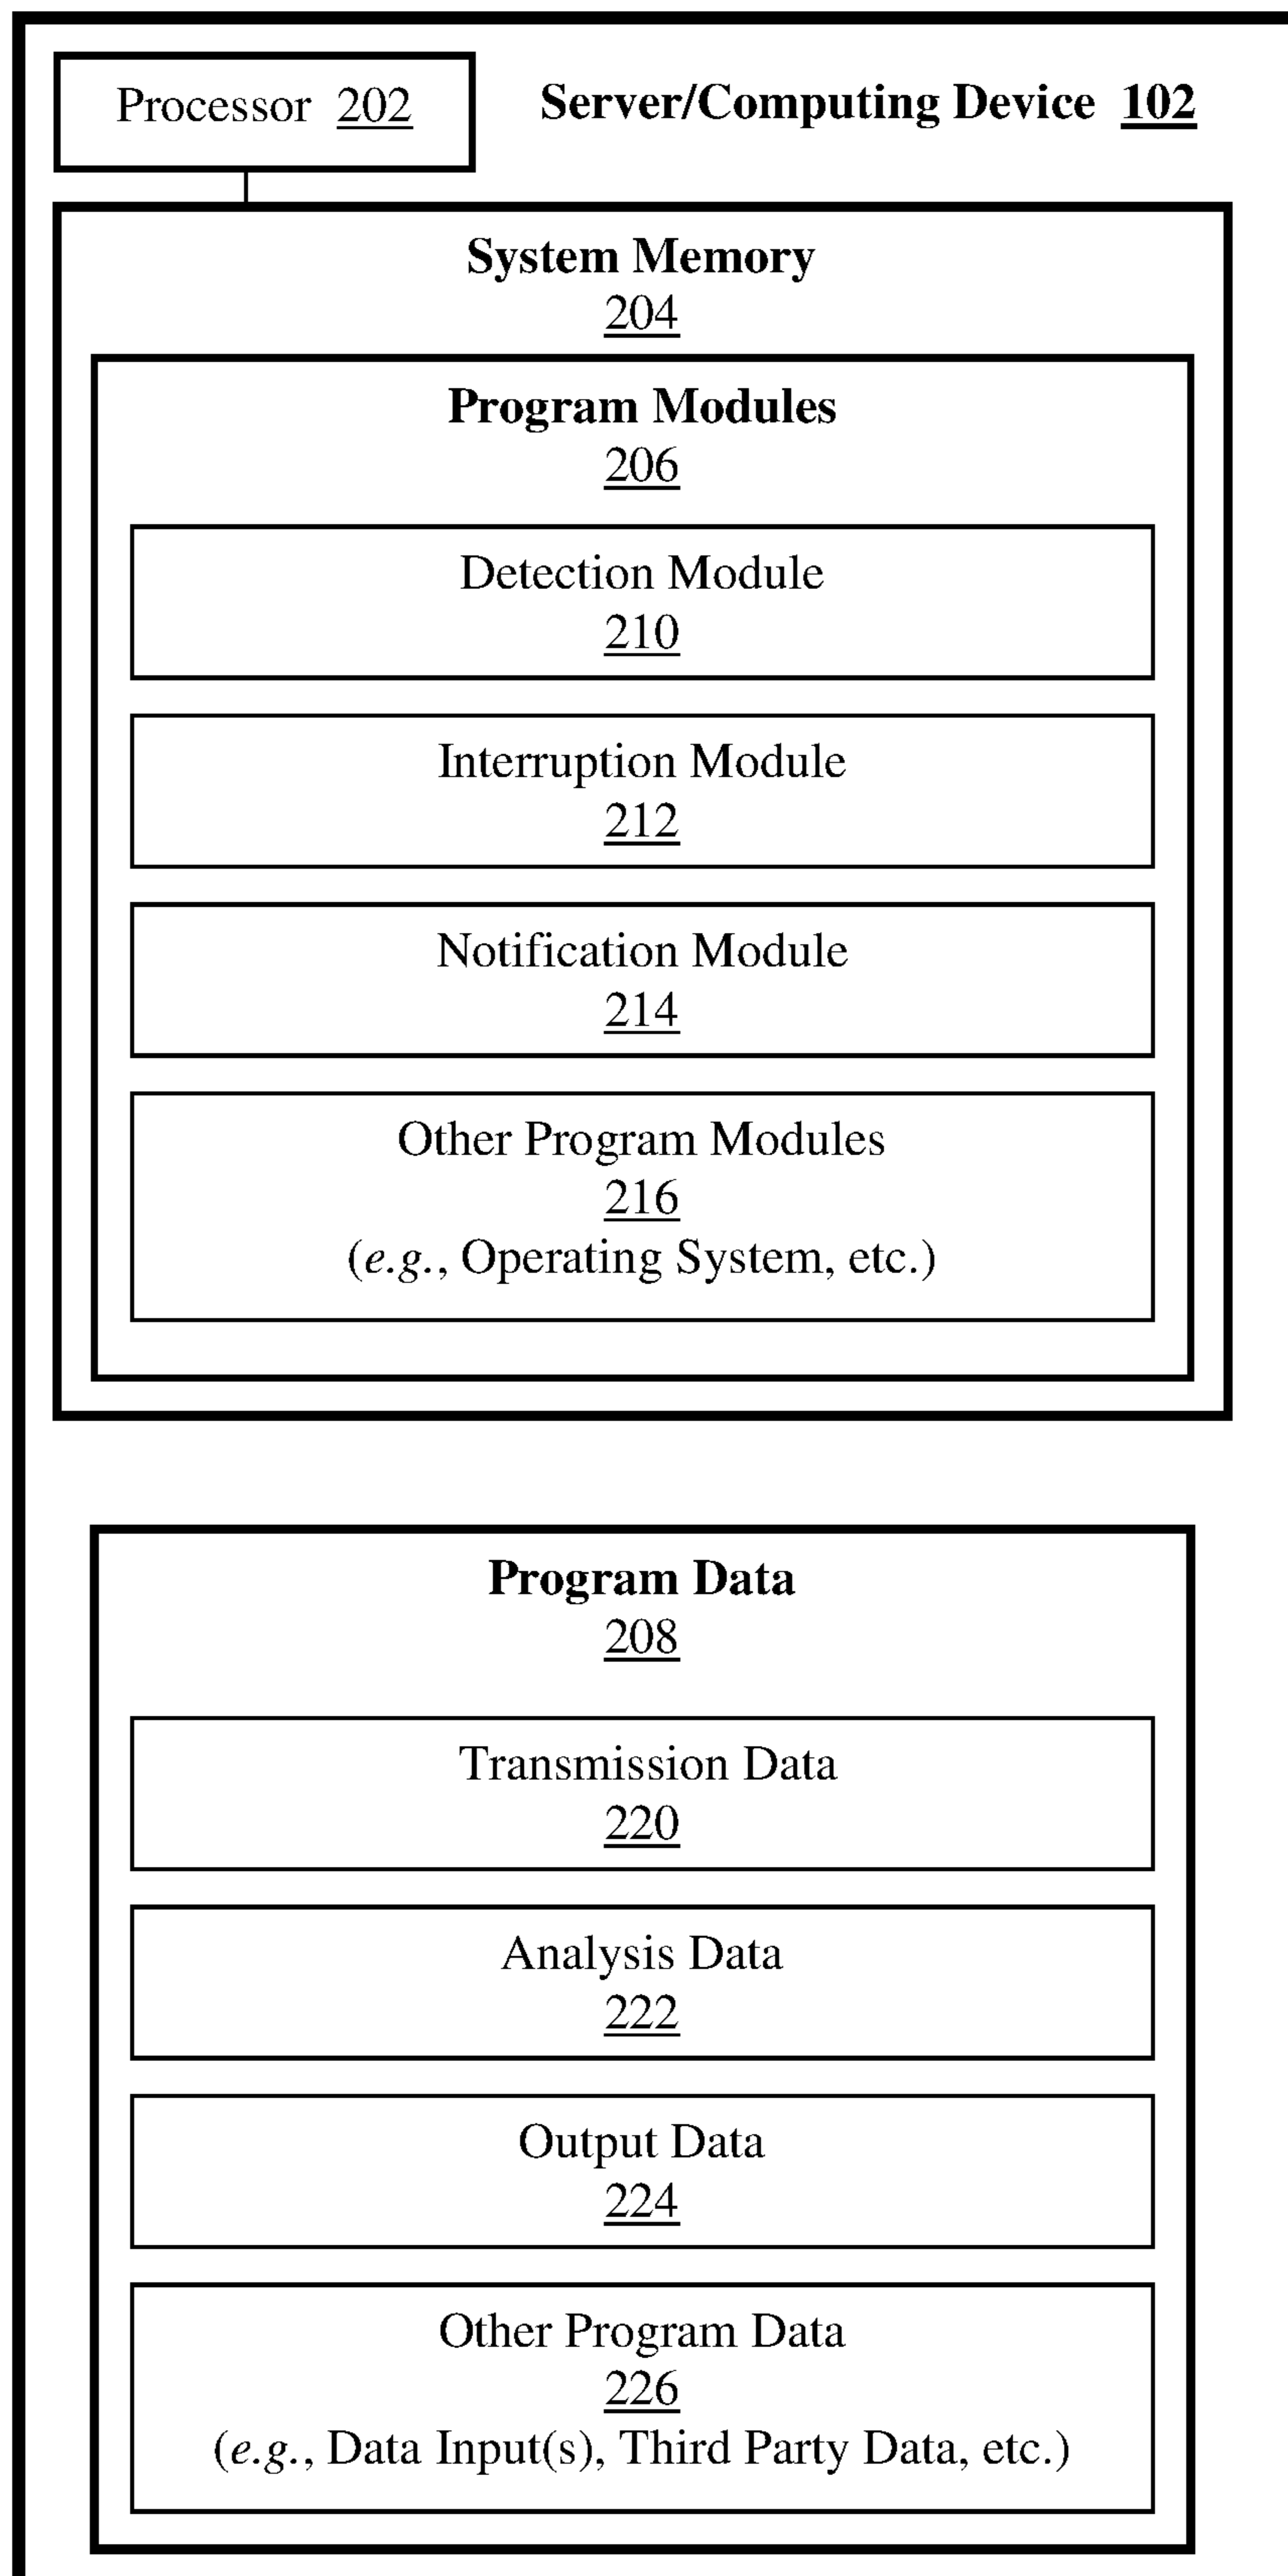 Processor 202
Server/Computing Device 102
System Memory
204
Program Modules
206
Detection Module
210
Interruption Module
212
Notification Module
214
Other Program Modules
216
(e.g., Operating System, etc.)
Program Data
208
Transmission Data
220
Analysis Data
222
Output Data
224
Other Program Data
226
(e.g., Data Input(s), Third Party Data, etc.)